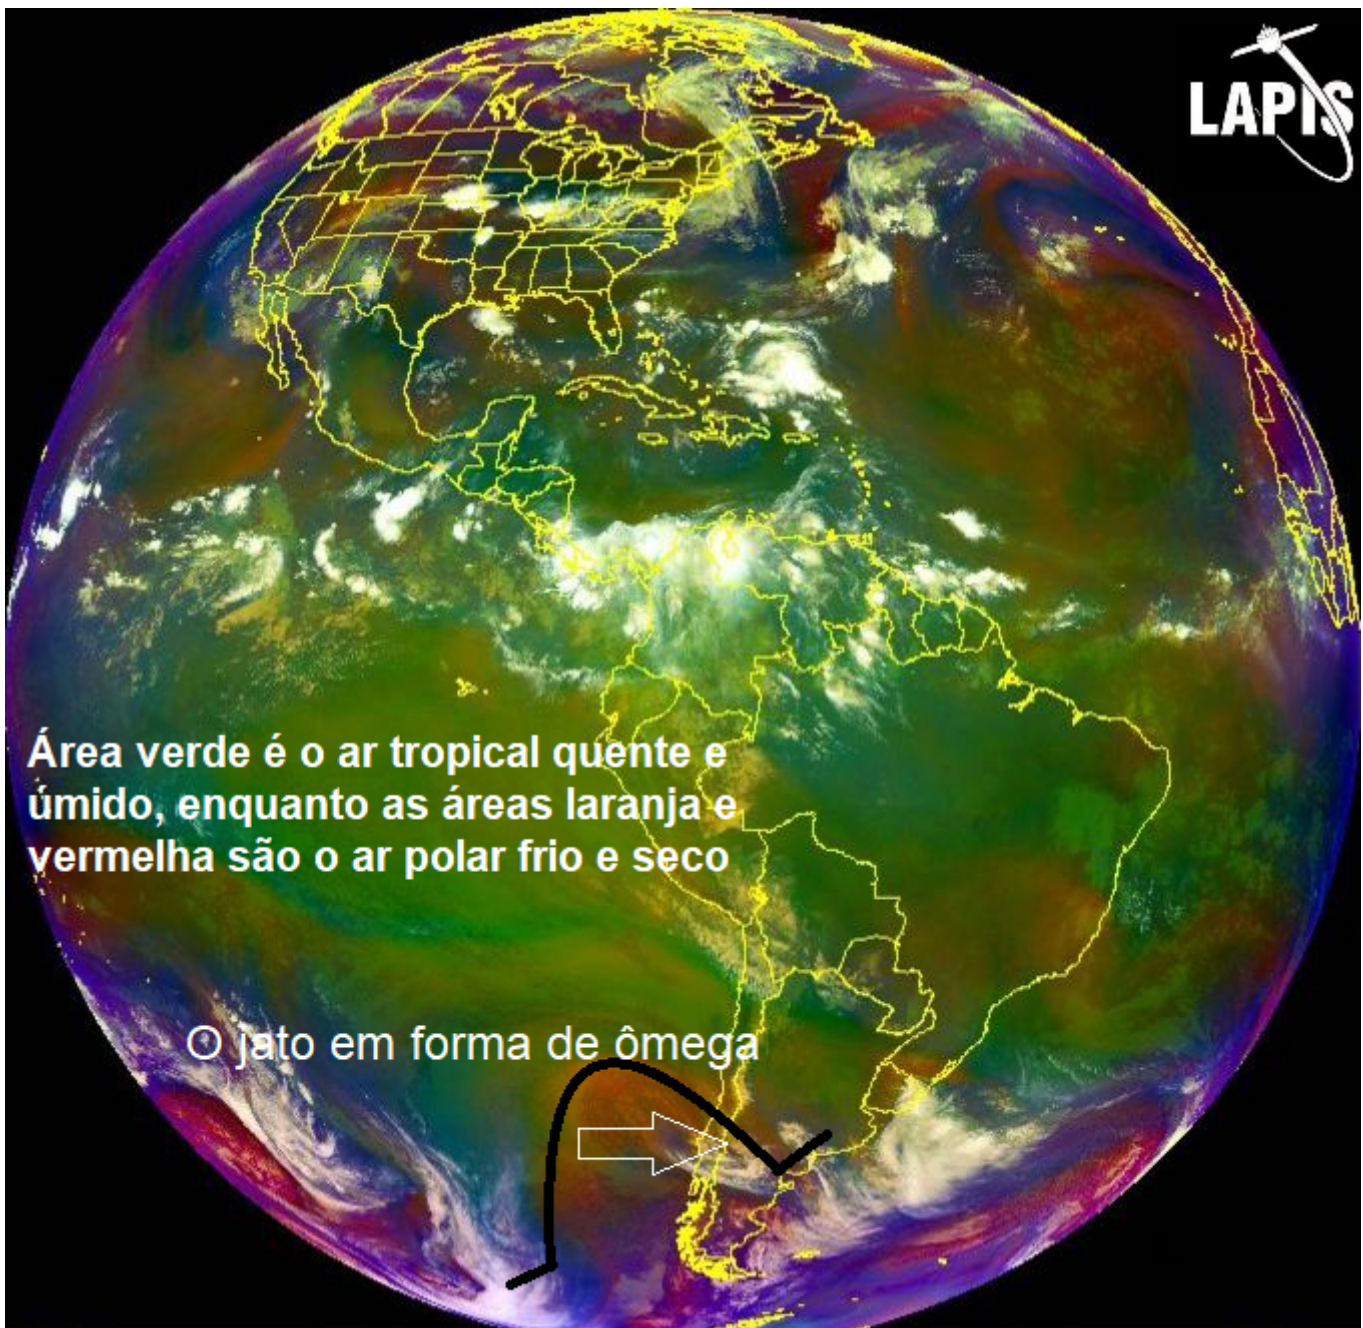 LAPIS
Área verde é o ar tropical quente e
úmido, enquanto as áreas laranja e
vermelha são o ar polar frio e seco
O jato em forma de ômega